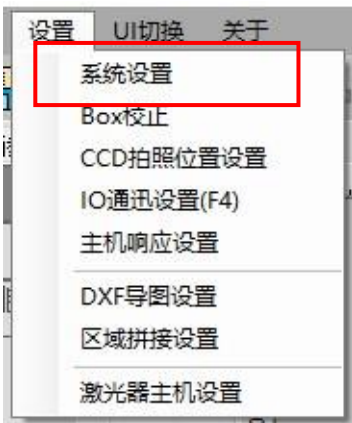 设置 UI切换 关于
系统设置
Box校正
CCD拍照位置设置
IO通迅设置(F4)
主机响应设置
DXF导图设置
区域拼接设置
激光器主机设置